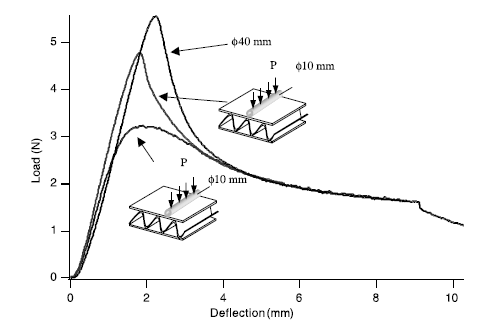 5
ϕ40 mm
P
ϕ10 mm
4
3
Load (N)
P
2
ϕ10 mm
1
0
0 2 4 6 8 10
Deflection (mm)